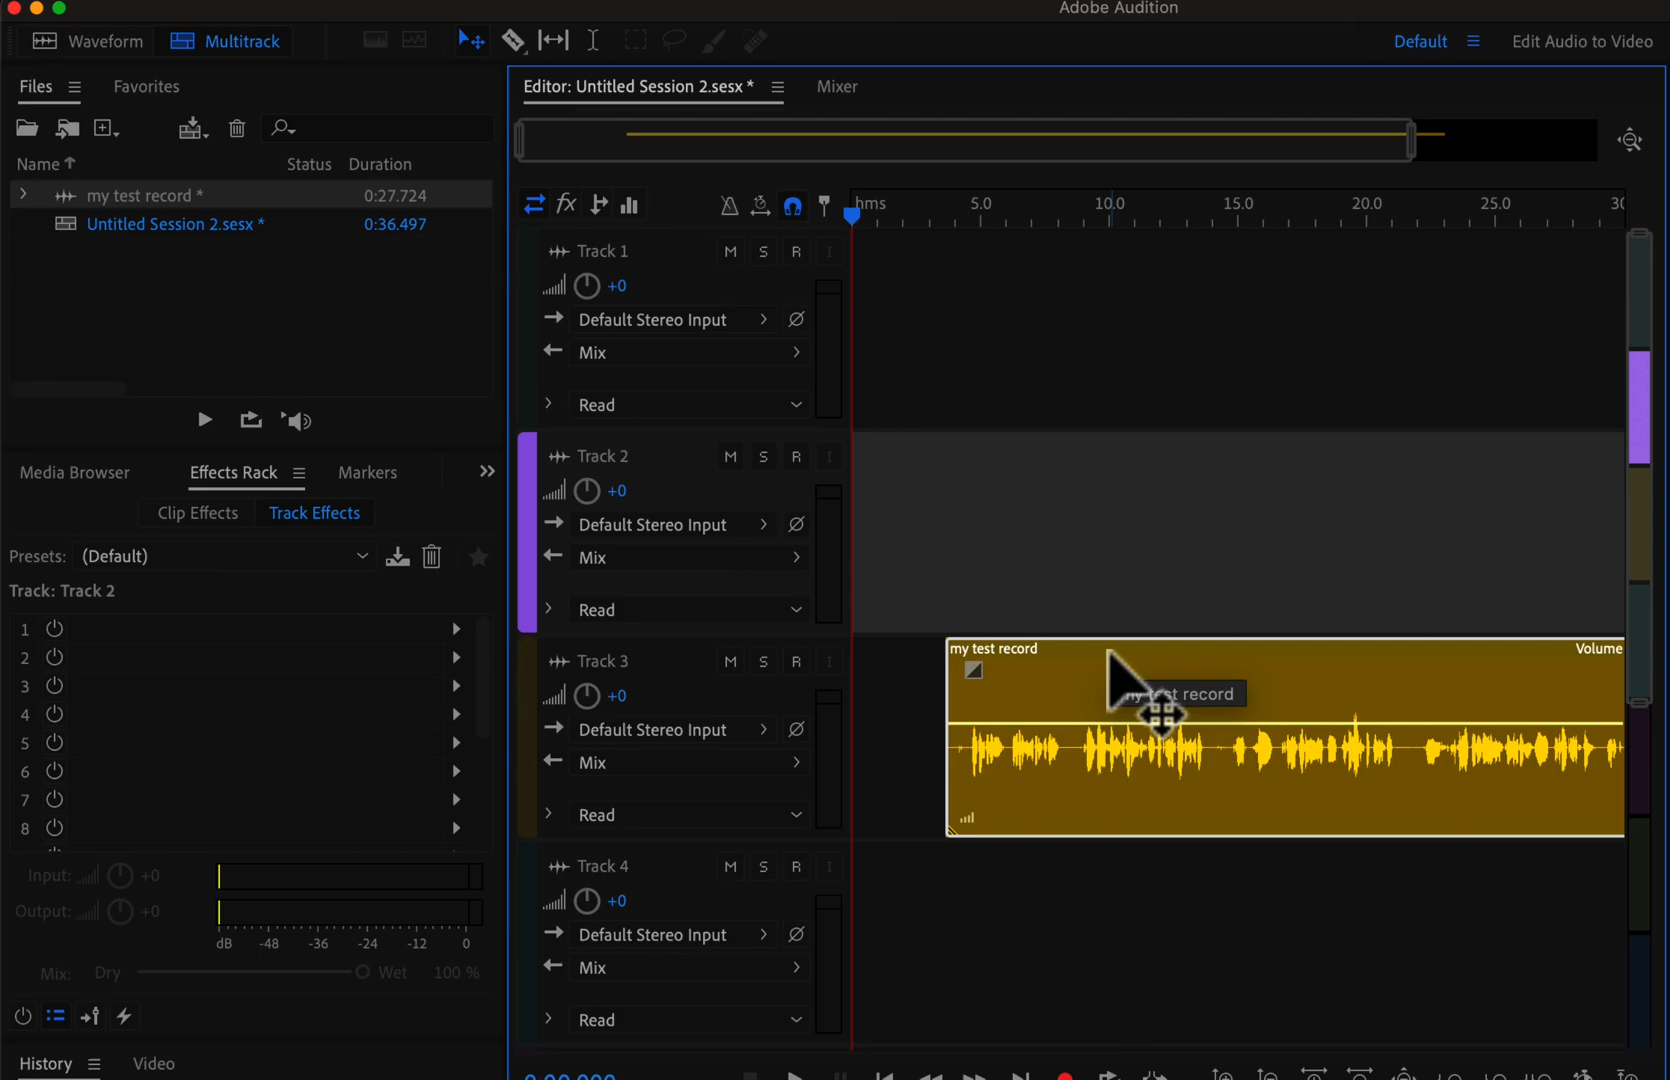 Adobe Audition
Waveform Multitrack Default Edit Audio to Video
Files Favorites
Name Status Duration
my test record * 0:27.724
Untitled Session 2.sesx * 0:36.497
Media Browser Effects Rack Markers
Clip Effects Track Effects
Presets: (Default)
Track: Track 2
1
2
3
4
5
6
7
8
Input: +0
Output: +0
dB -48 -36 -24 -12 0
Mix: Dry Wet 100 %
History Video
Editor: Untitled Session 2.sesx * Mixer
fx hms 5.0 10.0 15.0 20.0 25.0
Track 1 M S R I
+0
Default Stereo Input
Mix
Read
Track 2 M S R I
+0
Default Stereo Input
Mix
Read
Track 3 M S R I
+0
Default Stereo Input
Mix
Read
my test record Volume
test record
Track 4 M S R I
+0
Default Stereo Input
Mix
Read